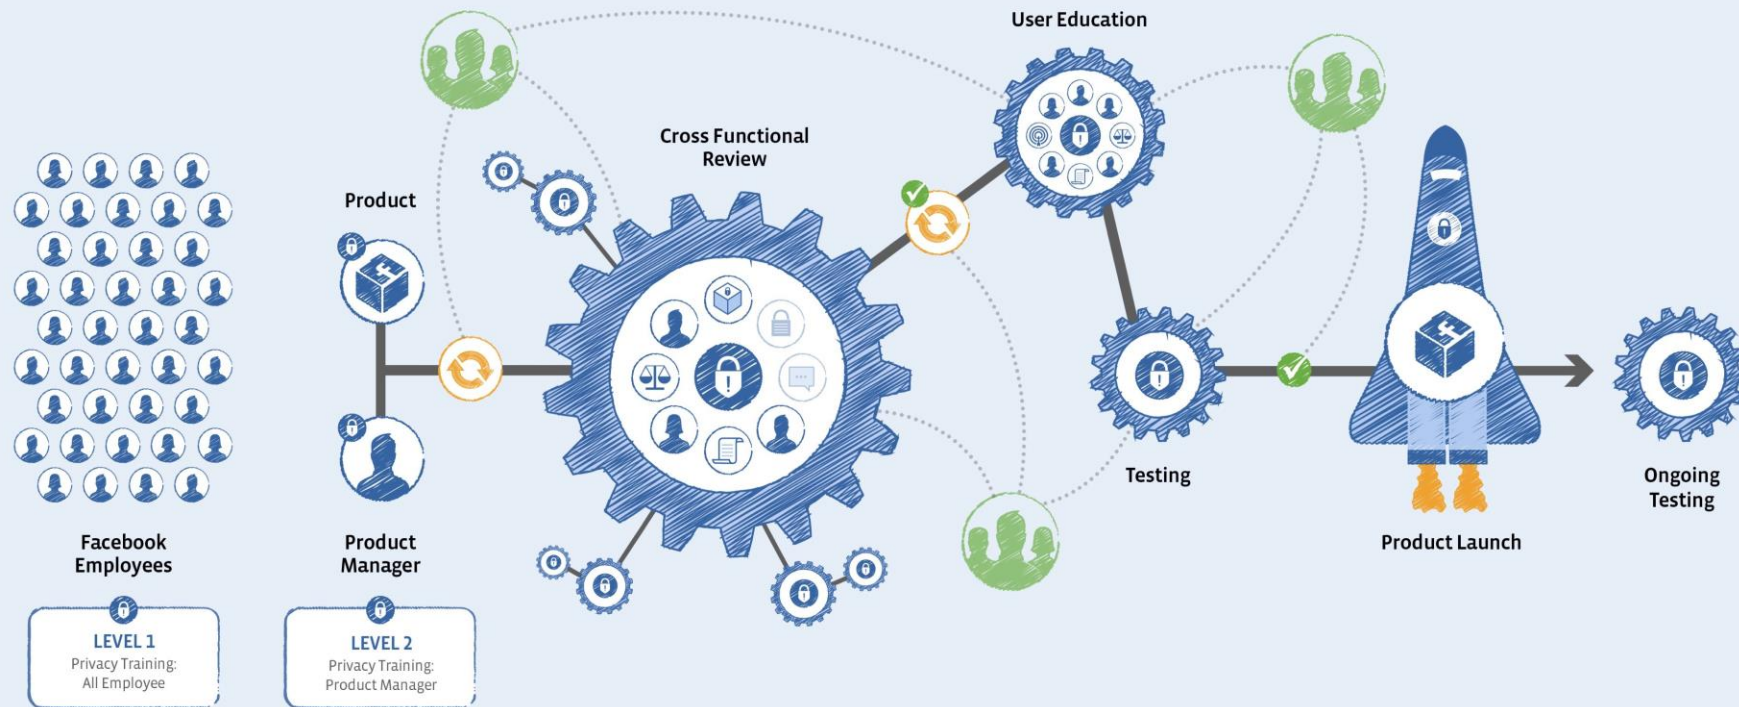 User Education
Cross Functional
Review
Product
Testing
Ongoing
Testing
Product Launch
Facebook
Employees
Product
Manager
LEVEL 1
Privacy Training:
All Employee
LEVEL 2
Privacy Training:
Product Manager